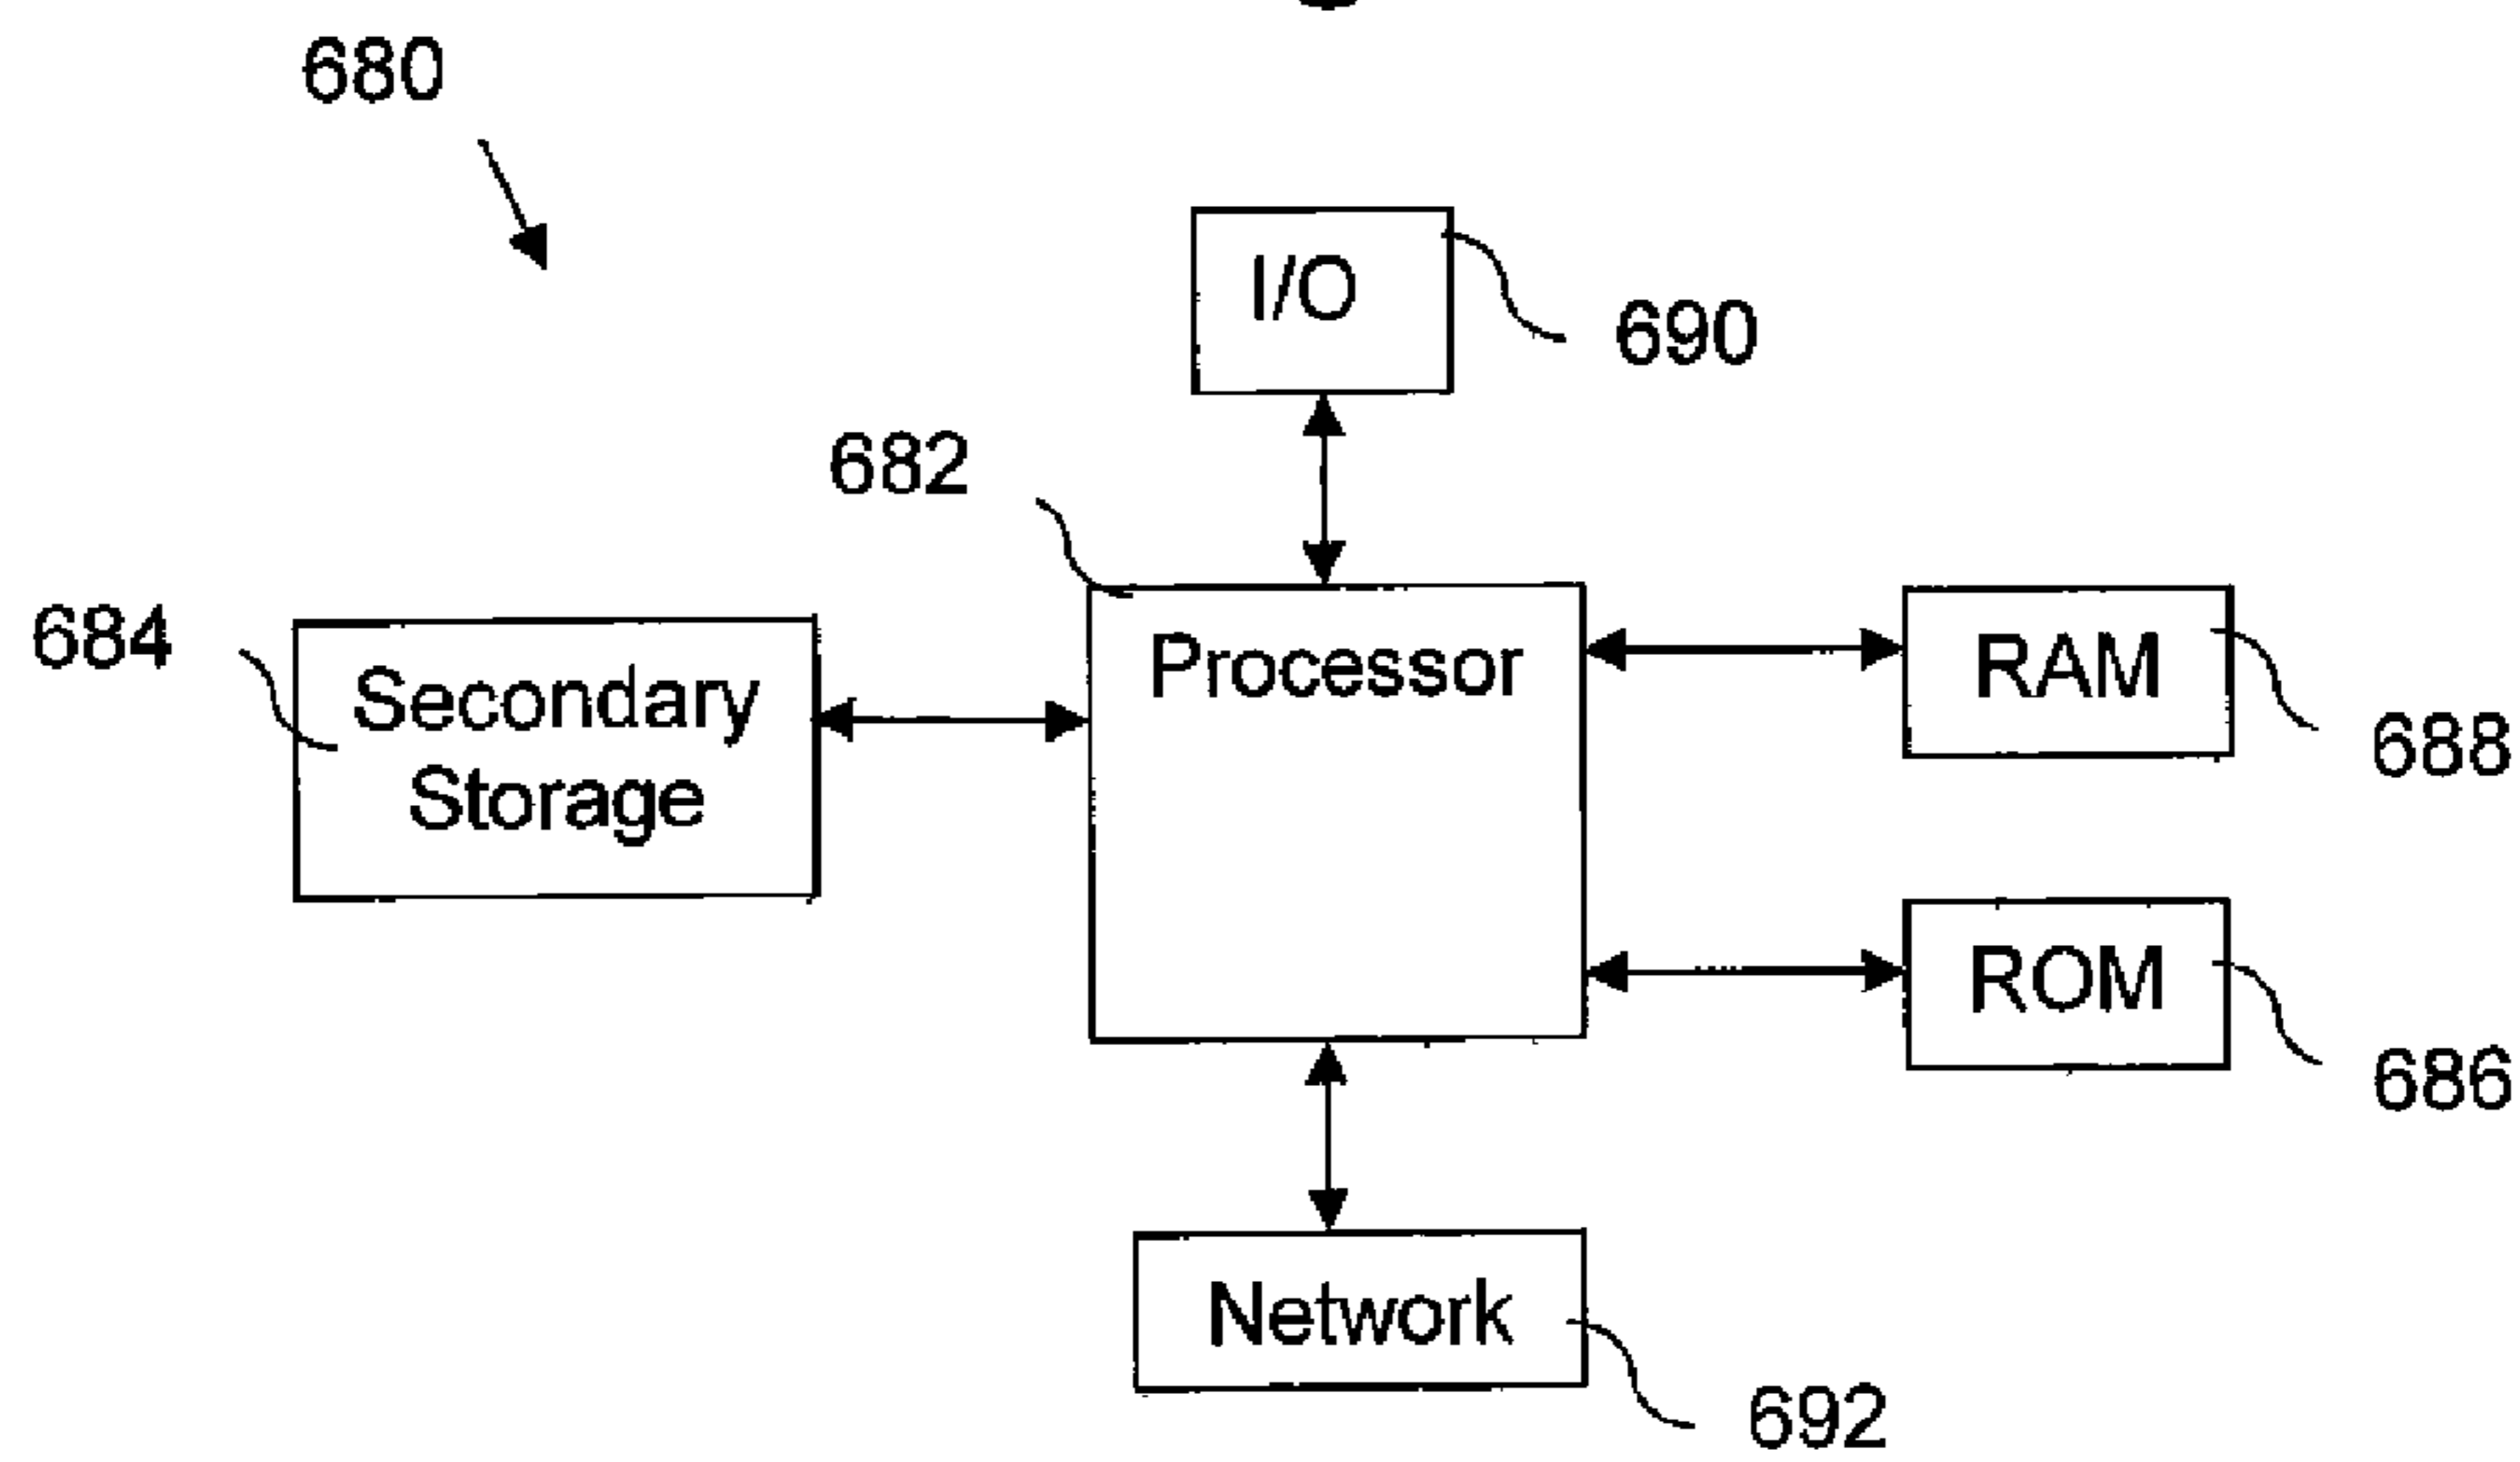 680
I/O
690
682
684
Secondary
Storage
Processor
RAM
688
ROM
686
Network
692